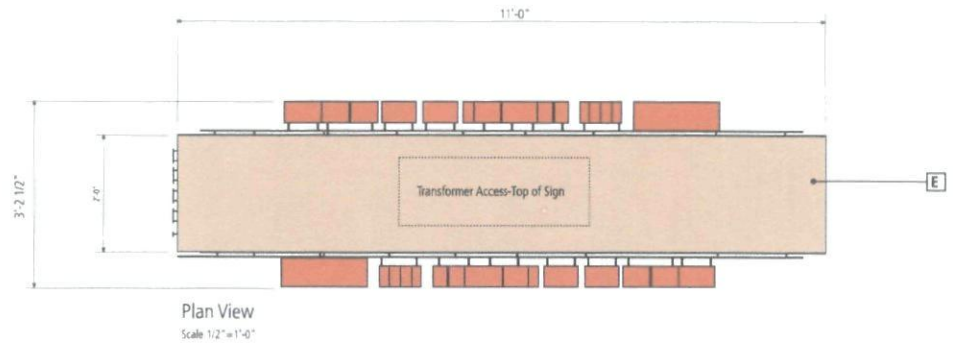 11'-0"
3'-2 1/2"
2'-0"
Transformer Access-Top of Sign
E
Plan View
Scale 1/2"=1'-0"